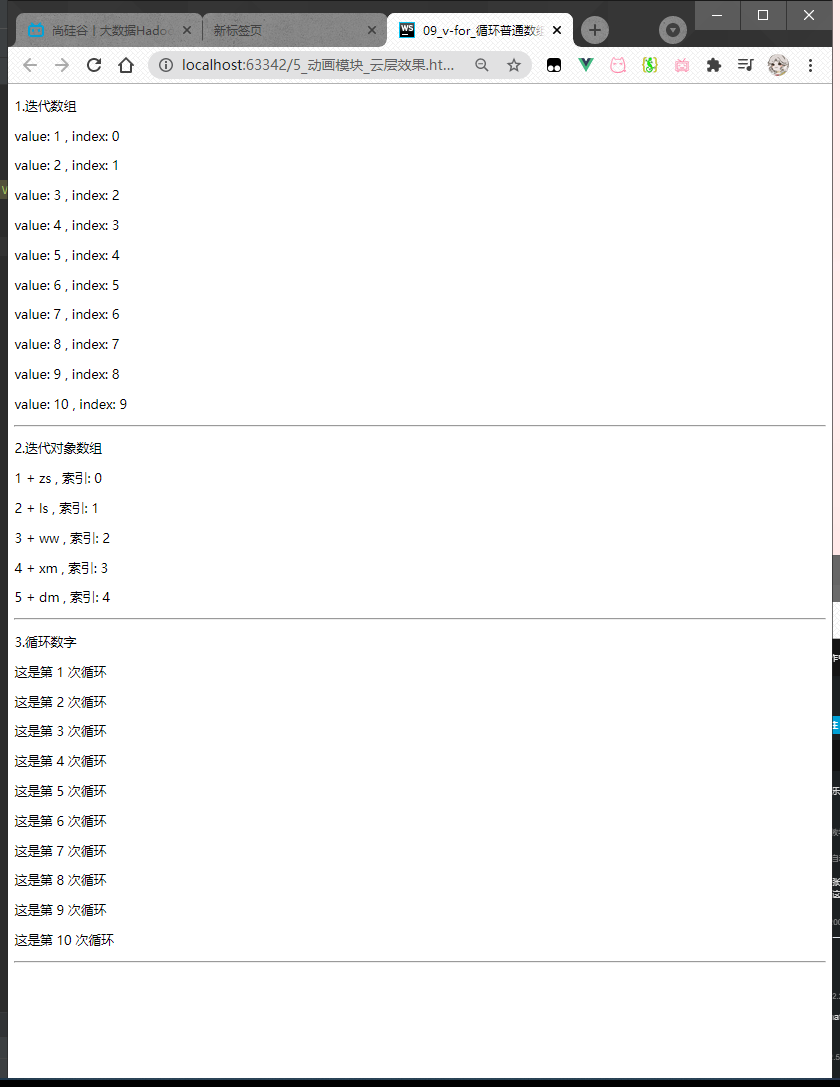 尚硅谷丨大数据Hadoo
新标签页
09_v-for_循环普通数组
localhost:63342/5_动画模块_云层效果.ht...
1.迭代数组
value: 1 , index: 0
value: 2 , index: 1
value: 3 , index: 2
value: 4 , index: 3
value: 5 , index: 4
value: 6 , index: 5
value: 7 , index: 6
value: 8 , index: 7
value: 9 , index: 8
value: 10 , index: 9
2.迭代对象数组
1 + zs , 索引: 0
2 + ls , 索引: 1
3 + ww , 索引: 2
4 + xm , 索引: 3
5 + dm , 索引: 4
3.循环数字
这是第 1 次循环
这是第 2 次循环
这是第 3 次循环
这是第 4 次循环
这是第 5 次循环
这是第 6 次循环
这是第 7 次循环
这是第 8 次循环
这是第 9 次循环
这是第 10 次循环